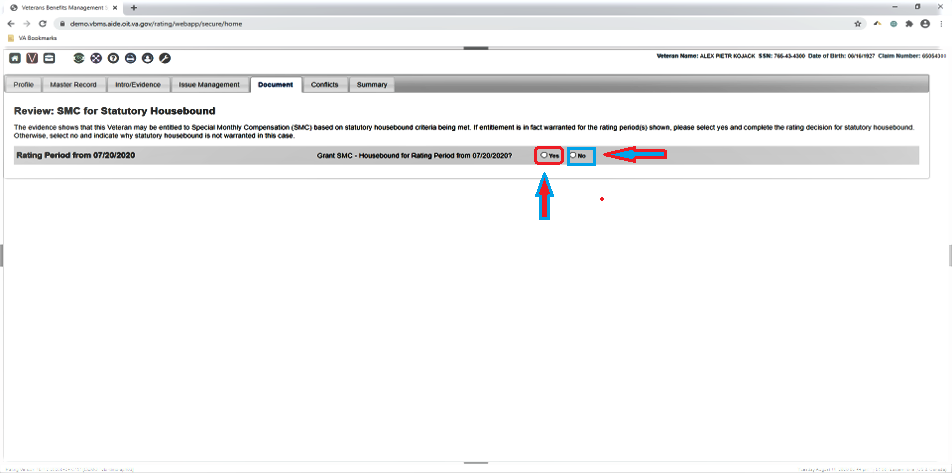 Veterans Benefits Management
demo.vbms.aide.oit.va.gov/rating/webapp/secure/home
VA Bookmarks
Veteran Name: ALEX PIETR KOJACK SSN: 765-43-4300 Date of Birth: 06/16/1927 Claim Number:
Profile Master Record Intro/Evidence Issue Management Document Conflicts Summary
Review: SMC for Statutory Housebound
The evidence shows that this Veteran may be entitled to Special Monthly Compensation (SMC) based on statutory housebound criteria being met. If entitlement is in fact warranted for the rating period(s) shown, please select yes and complete the rating decision for statutory housebound.
Otherwise, select no and indicate why statutory housebound is not warranted in this case.
Rating Period from 07/20/2020 Grant SMC - Housebound for Rating Period from 07/20/2020? Yes No